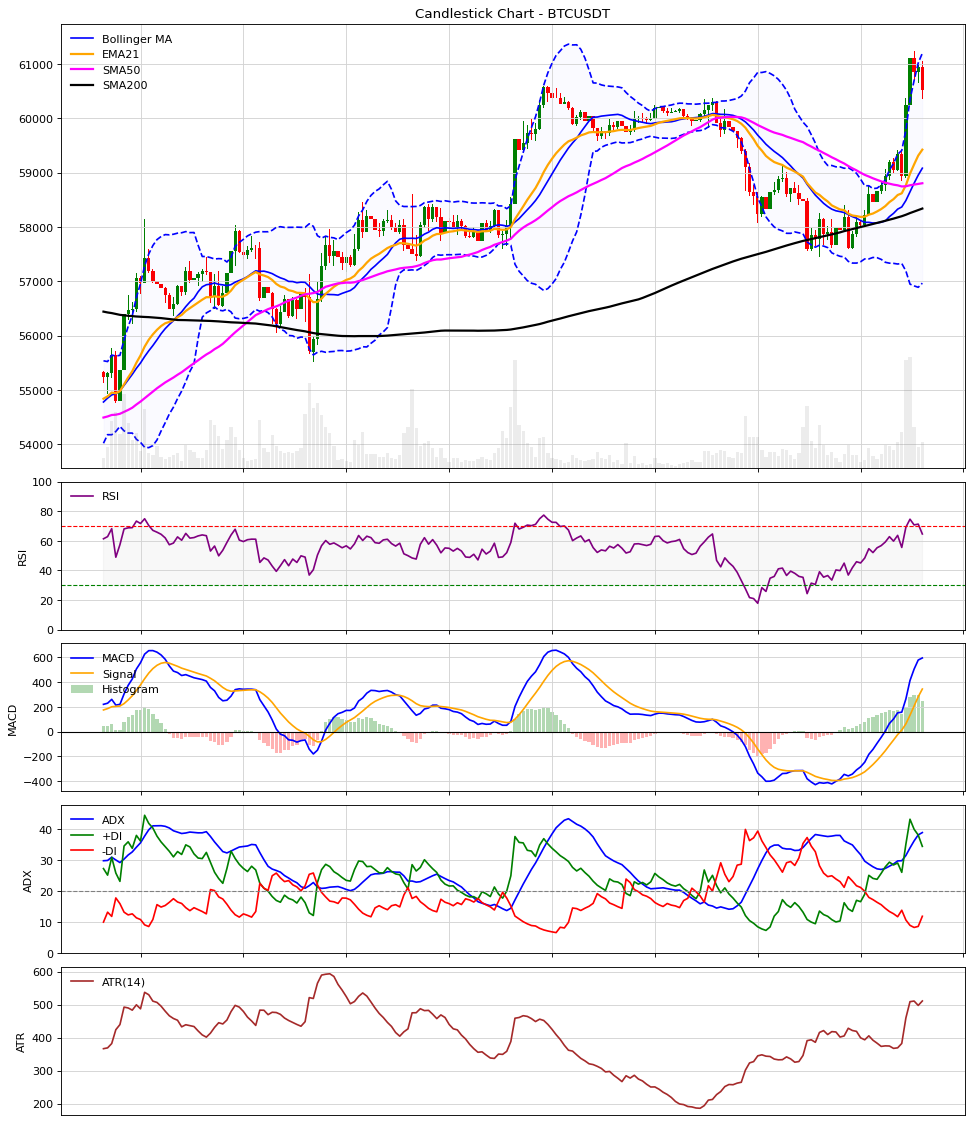 Candlestick Chart - BTCUSDT
Bollinger MA
EMA21
SMA50
SMA200
61000
60000
59000
58000
57000
56000
55000
54000
RSI
100
80
60
40
20
0
RSI
MACD
Signal
Histogram
600
400
200
0
−200
−400
MACD
ADX
+DI
-DI
40
30
20
10
0
ADX
ATR(14)
600
500
400
300
200
ATR